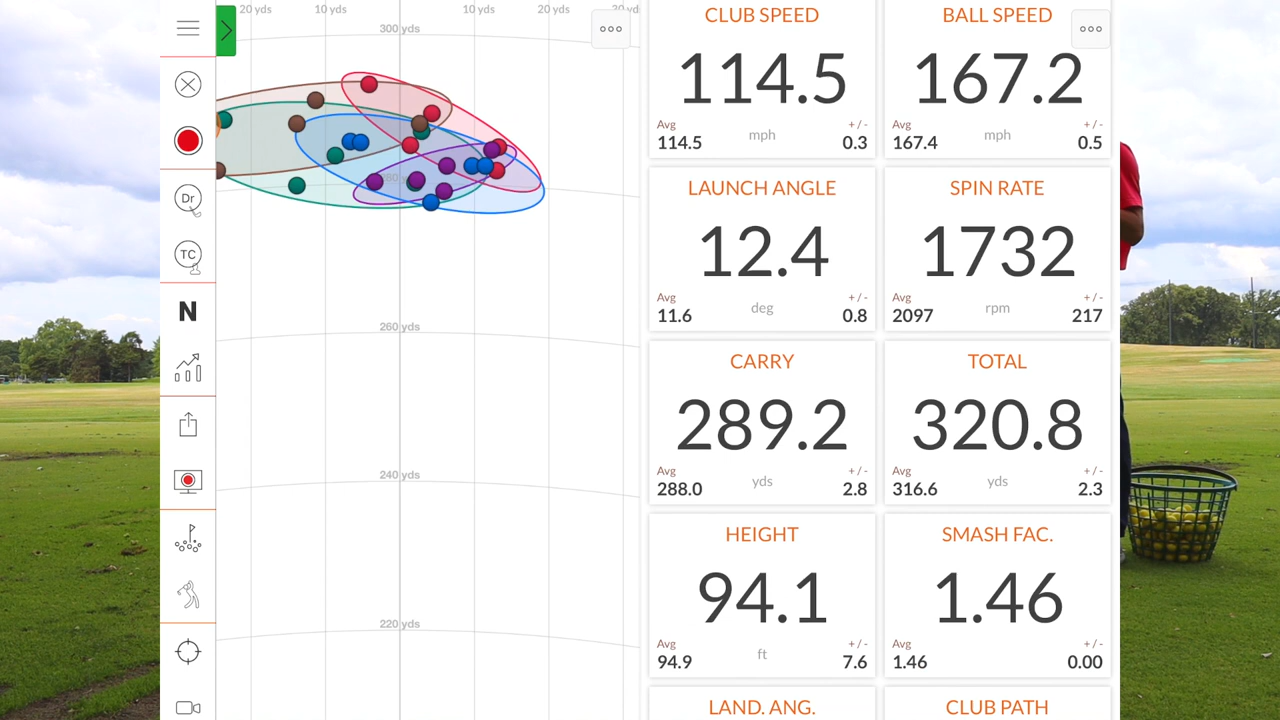 20 yds 10 yds 10 yds 20 yds 30 yds
300 yds
280 yds
260 yds
240 yds
220 yds
Dr
TC
N
CLUB SPEED
114.5
Avg mph +/-
114.5 0.3
BALL SPEED
167.2
Avg mph +/-
167.4 0.5
LAUNCH ANGLE
12.4
Avg deg +/-
11.6 0.8
SPIN RATE
1732
Avg rpm +/-
2097 217
CARRY
289.2
Avg yds +/-
288.0 2.8
TOTAL
320.8
Avg yds +/-
316.6 2.3
HEIGHT
94.1
Avg ft +/-
94.9 7.6
SMASH FAC.
1.46
Avg +/-
1.46 0.00
LAND. ANG.
CLUB PATH